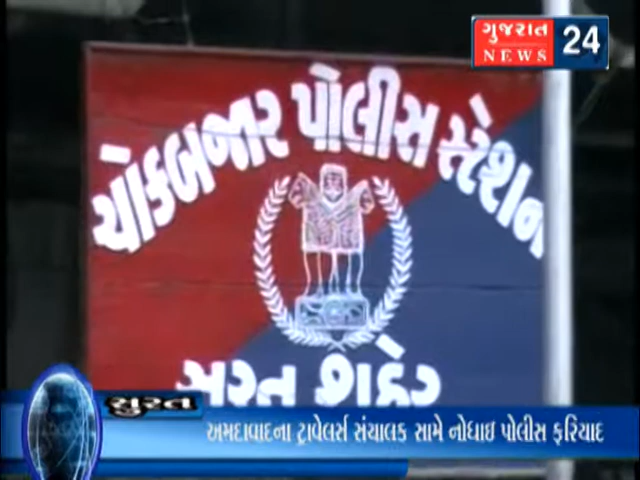 ગુજરાત
NEWS
24
ચોકબજાર પોલીસ સ્ટેશન
સુરત શહેર
સુરત
અમદાવાદના ટ્રાવેલર્સ સંચાલક સામે નોધાઇ પોલીસ ફરિયાદ